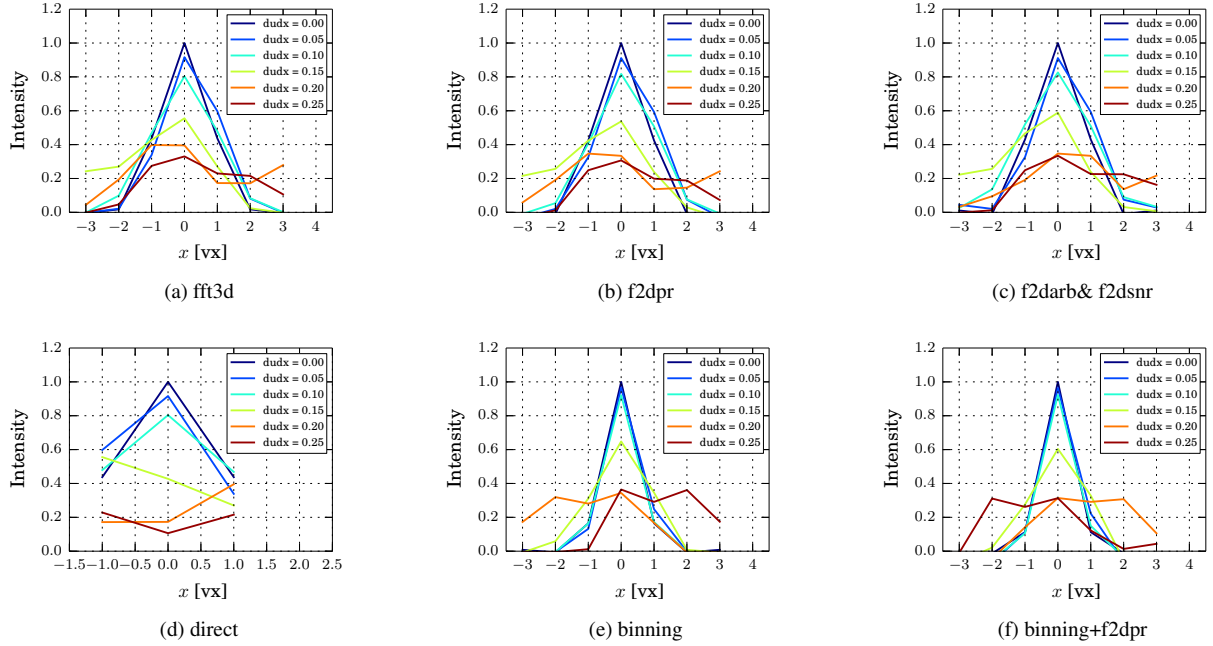 1.2
1.0
0.8
0.6
0.4
0.2
0.0
Intensity
−3 −2 −1 0 1 2 3 4
x [vx]
dudx = 0.00
dudx = 0.05
dudx = 0.10
dudx = 0.15
dudx = 0.20
dudx = 0.25
(a) fft3d
1.2
1.0
0.8
0.6
0.4
0.2
0.0
Intensity
−3 −2 −1 0 1 2 3 4
x [vx]
dudx = 0.00
dudx = 0.05
dudx = 0.10
dudx = 0.15
dudx = 0.20
dudx = 0.25
(b) f2dpr
1.2
1.0
0.8
0.6
0.4
0.2
0.0
Intensity
−3 −2 −1 0 1 2 3 4
x [vx]
dudx = 0.00
dudx = 0.05
dudx = 0.10
dudx = 0.15
dudx = 0.20
dudx = 0.25
(c) f2darb& f2dsnr
1.2
1.0
0.8
0.6
0.4
0.2
0.0
Intensity
−1.5 −1.0 −0.5 0.0 0.5 1.0 1.5 2.0 2.5
x [vx]
dudx = 0.00
dudx = 0.05
dudx = 0.10
dudx = 0.15
dudx = 0.20
dudx = 0.25
(d) direct
1.2
1.0
0.8
0.6
0.4
0.2
0.0
Intensity
−3 −2 −1 0 1 2 3 4
x [vx]
dudx = 0.00
dudx = 0.05
dudx = 0.10
dudx = 0.15
dudx = 0.20
dudx = 0.25
(e) binning
1.2
1.0
0.8
0.6
0.4
0.2
0.0
Intensity
−3 −2 −1 0 1 2 3 4
x [vx]
dudx = 0.00
dudx = 0.05
dudx = 0.10
dudx = 0.15
dudx = 0.20
dudx = 0.25
(f) binning+f2dpr